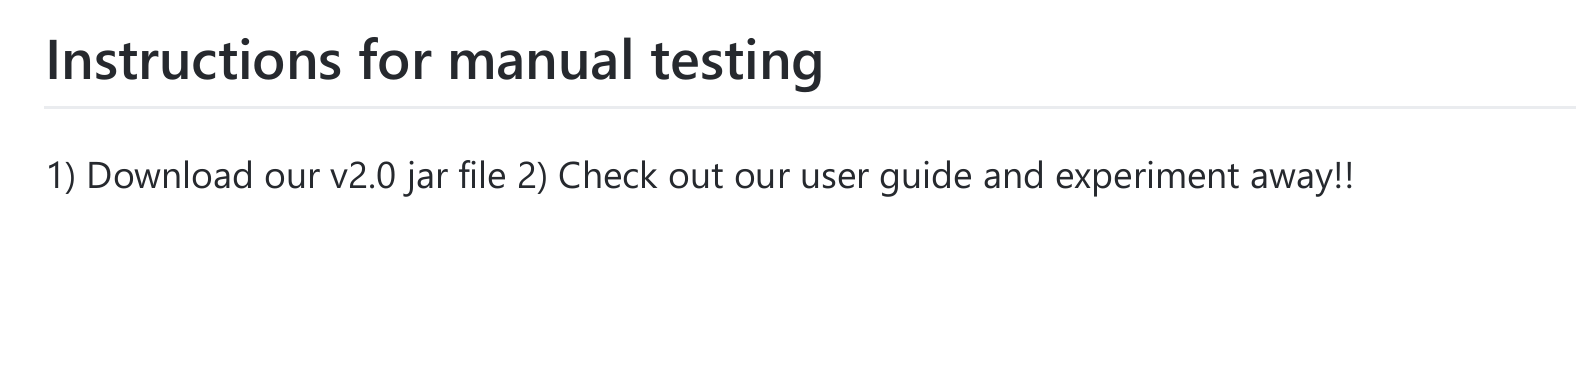 Instructions for manual testing
1) Download our v2.0 jar file 2) Check out our user guide and experiment away!!